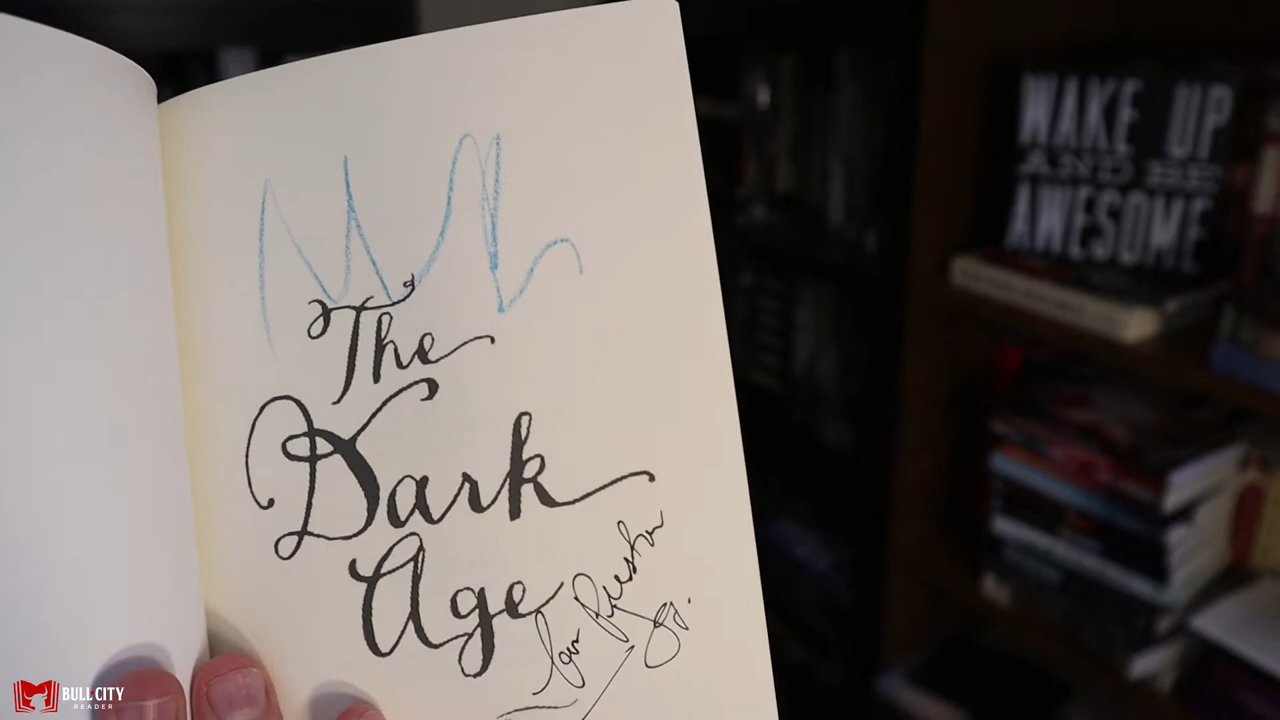 The
Dark
Age
WAKE UP
AND BE
AWESOME
BULL CITY
READER